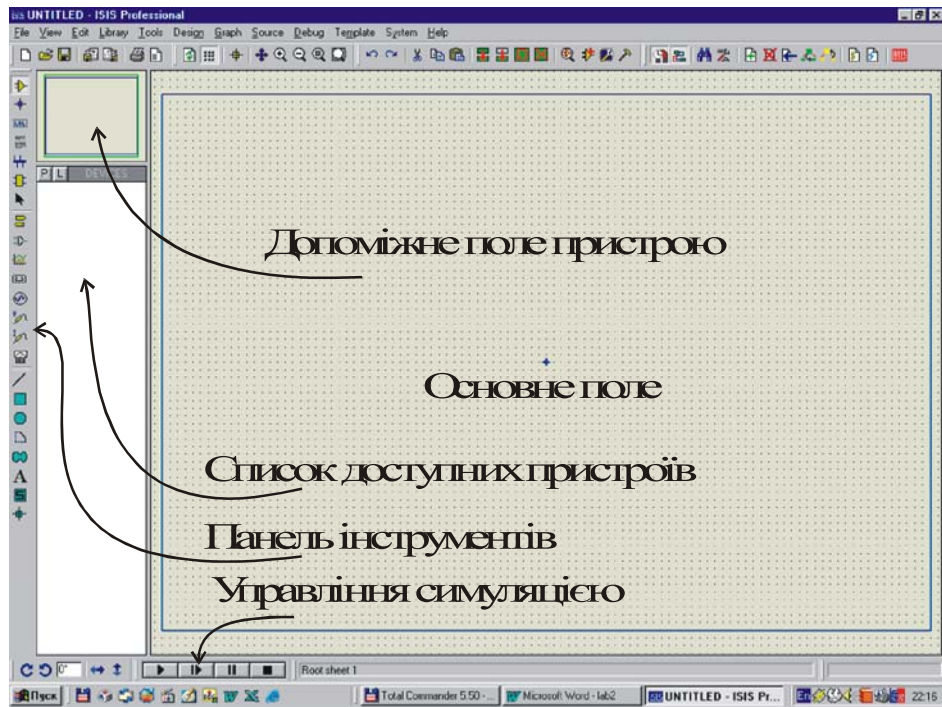 UNTITLED - ISIS Professional
File View Edit Library Tools Design Graph Source Debug Template System Help
P L DEVICES
Допоміжне поле пристрою
Основне поле
Список доступних пристроїв
Панель інструментів
Управління симуляцією
0° Root sheet 1
Пуск Total Commander 5.50 -... Microsoft Word - lab2 UNTITLED - ISIS Pr... En 22:16